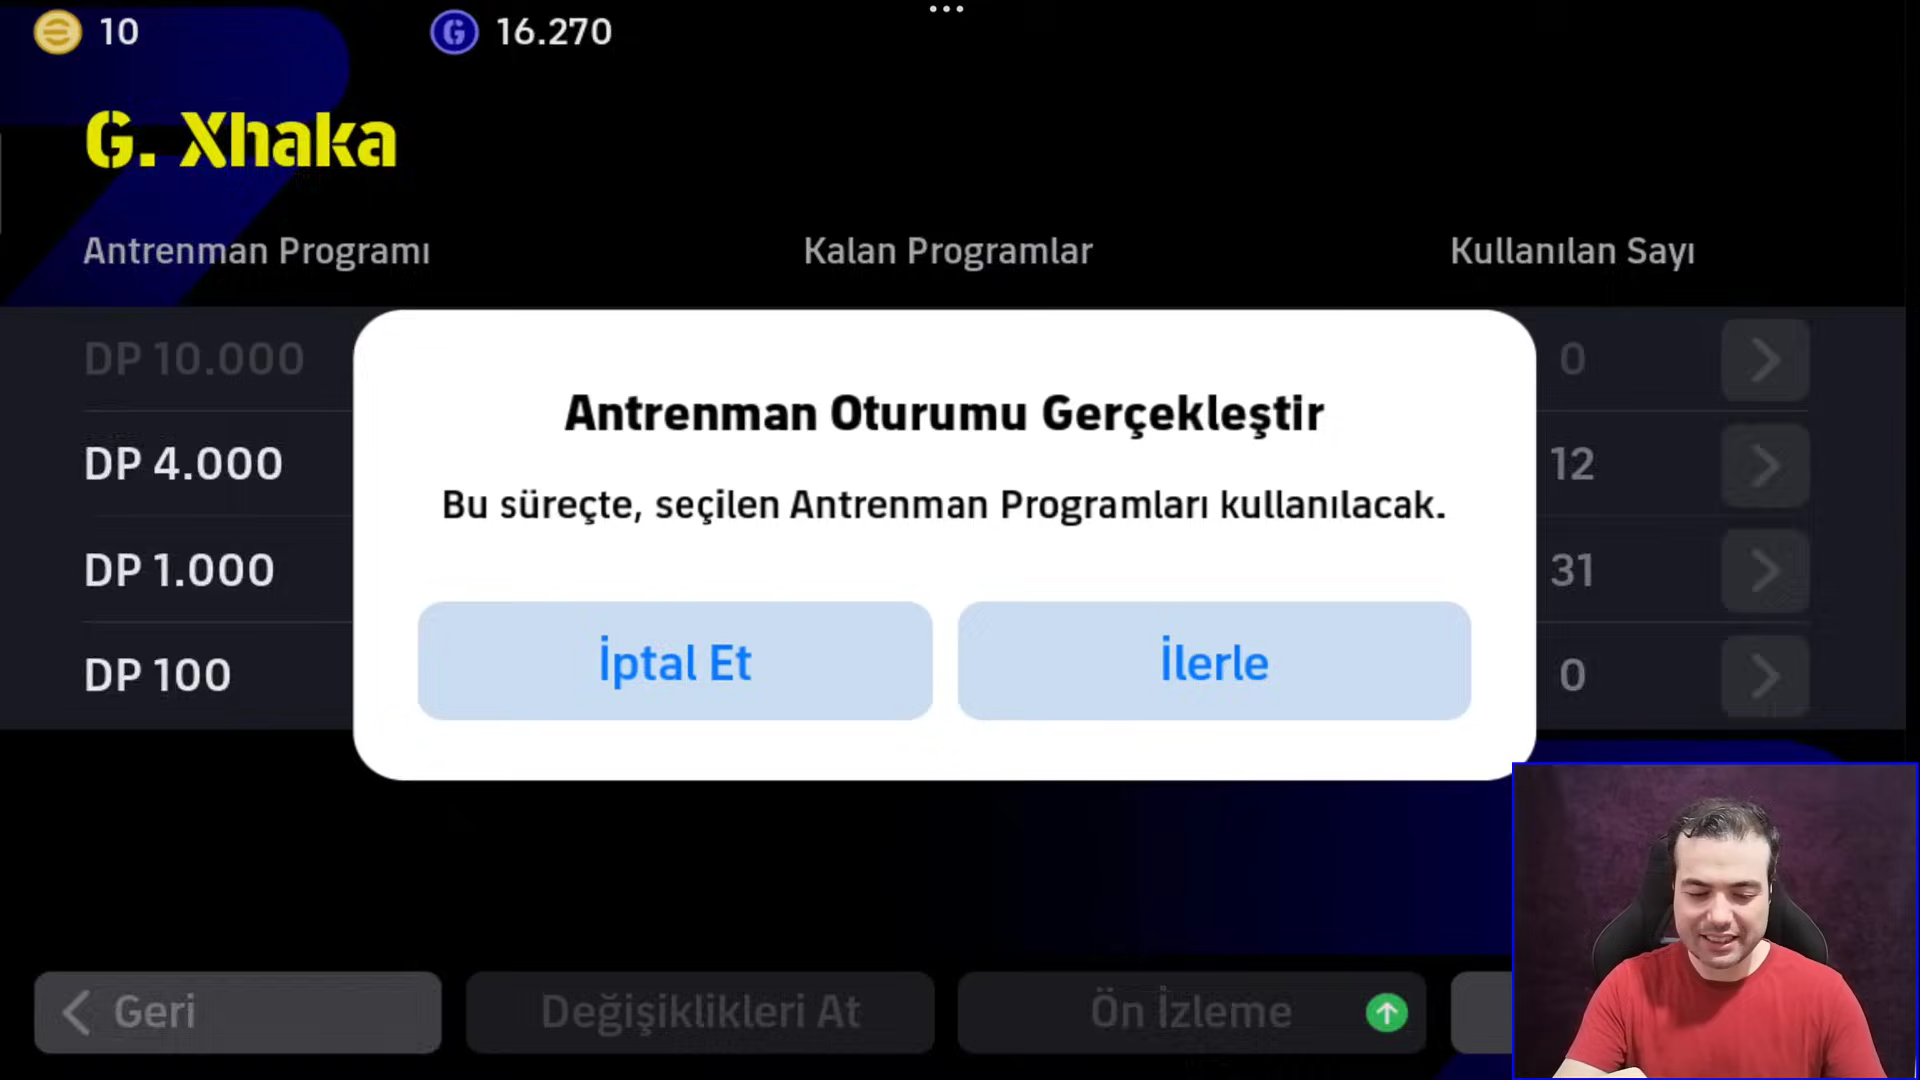 10
16.270
G. Xhaka
Antrenman Programı Kalan Programlar Kullanılan Sayı
DP 10.000 0
DP 4.000 12
DP 1.000 31
DP 100 0
Antrenman Oturumu Gerçekleştir
Bu süreçte, seçilen Antrenman Programları kullanılacak.
İptal Et İlerle
Geri Değişiklikleri At Ön İzleme